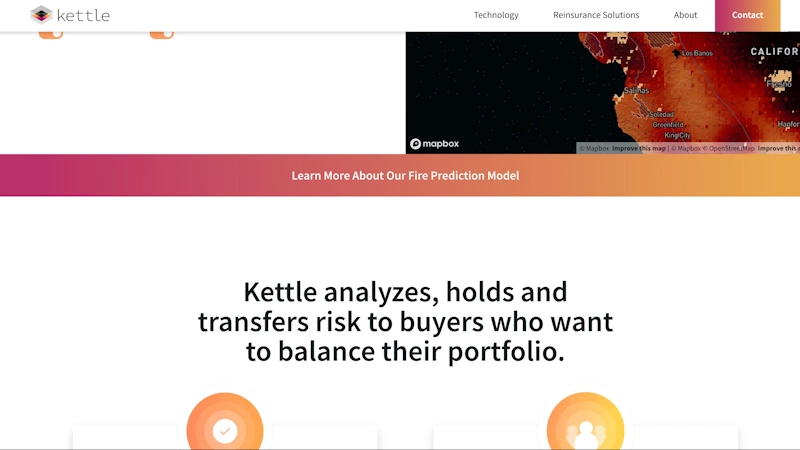 kettle
Technology
Reinsurance Solutions
About
Contact
Los Banos
CALIFOR
Fresno
Salinas
Soledad
Greenfield
King City
Hanfor
mapbox
© Mapbox Improve this map | © Mapbox © OpenStreetMap Improve this
Learn More About Our Fire Prediction Model
Kettle analyzes, holds and
transfers risk to buyers who want
to balance their portfolio.